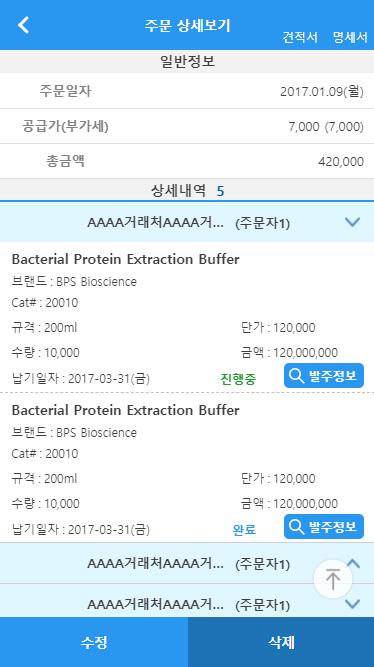 주문 상세보기
견적서 명세서
일반정보
주문일자 2017.01.09(월)
공급가(부가세) 7,000 (7,000)
총금액 420,000
상세내역 5
AAAA거래처AAAA거... (주문자1)
Bacterial Protein Extraction Buffer
브랜드 : BPS Bioscience
Cat# : 20010
규격 : 200ml 단가 : 120,000
수량 : 10,000 금액 : 120,000,000
납기일자 : 2017-03-31(금) 진행중 발주정보
Bacterial Protein Extraction Buffer
브랜드 : BPS Bioscience
Cat# : 20010
규격 : 200ml 단가 : 120,000
수량 : 10,000 금액 : 120,000,000
납기일자 : 2017-03-31(금) 완료 발주정보
AAAA거래처AAAA거... (주문자1)
AAAA거래처AAAA거... (주문자1)
수정 삭제